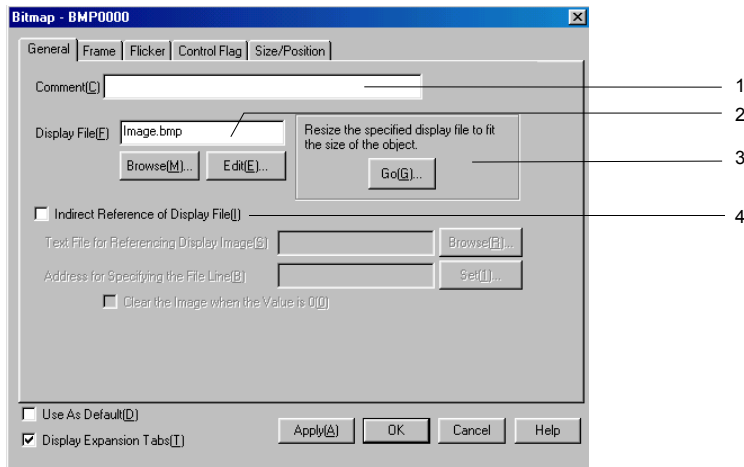 Bitmap - BMP0000
General Frame Flicker Control Flag Size/Position
Comment(C) 1
Display File(F) Image.bmp 2
Browse(M)... Edit(E)...
Resize the specified display file to fit
the size of the object.
Go(G)... 3
Indirect Reference of Display File(I) 4
Text File for Referencing Display Image(S) Browse(R)...
Address for Specifying the File Line(B) Set(1)...
Clear the Image when the Value is 0(0)
Use As Default(D)
Display Expansion Tabs(T)
Apply(A) OK Cancel Help